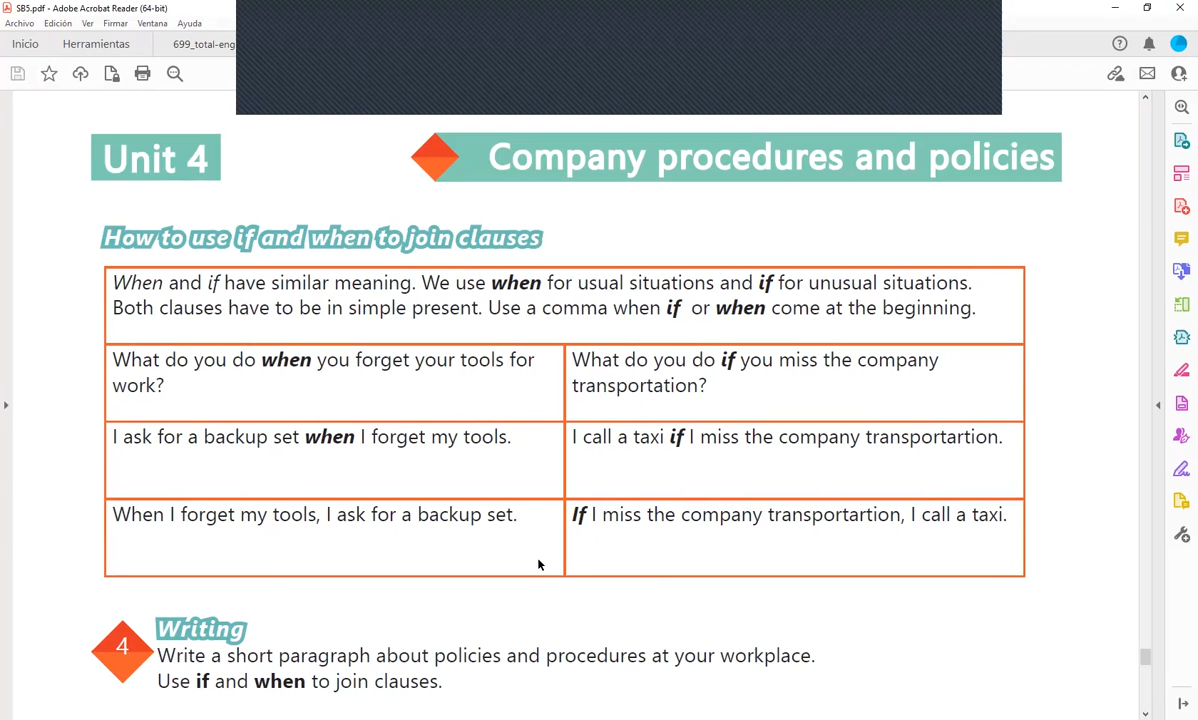 SB5.pdf - Adobe Acrobat Reader (64-bit)
Archivo Edición Ver Firmar Ventana Ayuda
Inicio Herramientas 699_total-eng
Unit 4
Company procedures and policies
How to use if and when to join clauses
When and if have similar meaning. We use when for usual situations and if for unusual situations.
Both clauses have to be in simple present. Use a comma when if or when come at the beginning.
What do you do when you forget your tools for
work?
What do you do if you miss the company
transportation?
I ask for a backup set when I forget my tools.
I call a taxi if I miss the company transportartion.
When I forget my tools, I ask for a backup set.
If I miss the company transportartion, I call a taxi.
4
Writing
Write a short paragraph about policies and procedures at your workplace.
Use if and when to join clauses.